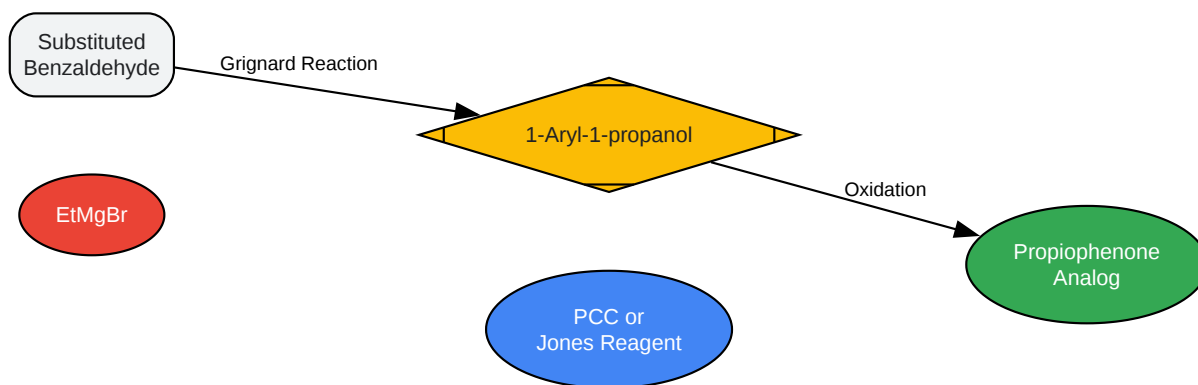 Substituted
Benzaldehyde
Grignard Reaction
1-Aryl-1-propanol
Oxidation
EtMgBr
Propiophenone
Analog
PCC or
Jones Reagent